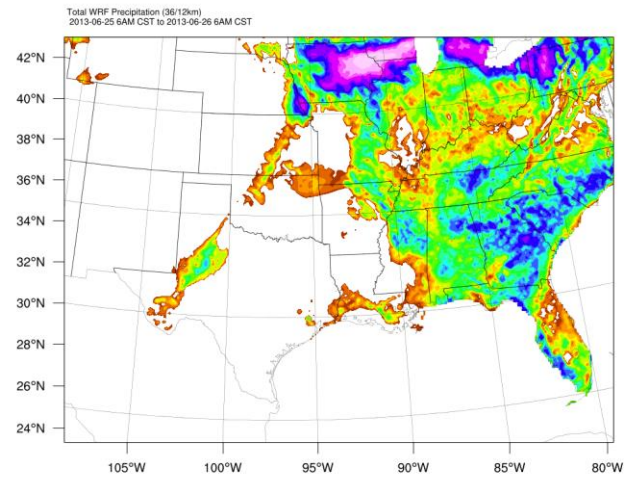 Total WRF Precipitation (36/12km)
2013-06-25 6AM CST to 2013-06-26 6AM CST
42°N
40°N
38°N
36°N
34°N
32°N
30°N
28°N
26°N
24°N
105°W 100°W 95°W 90°W 85°W 80°W